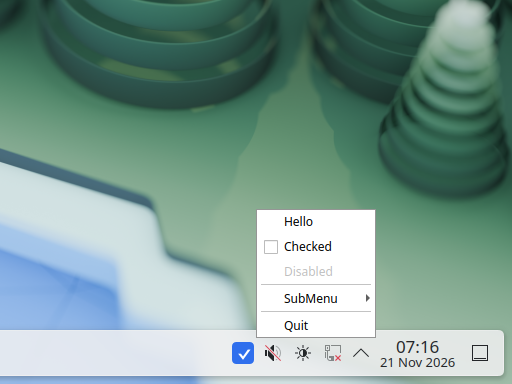 Hello
Checked
Disabled
SubMenu
Quit
07:16
21 Nov 2026